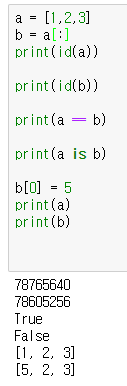 a = [1,2,3]
b = a[:]
print(id(a))
print(id(b))
print(a == b)
print(a is b)
b[0] = 5
print(a)
print(b)
78765640
78605256
True
False
[1, 2, 3]
[5, 2, 3]